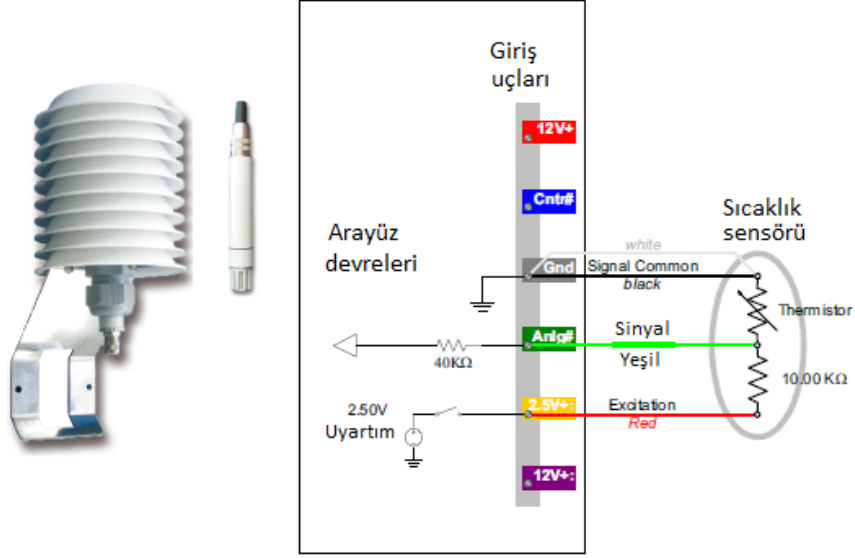 Giriş
uçları
12V+
Cntr#
Sıcaklık
sensörü
Arayüz
devreleri
white
Gnd
Signal Common
black
Thermistor
Anlg#
Sinyal
Yeşil
40KΩ
10.00 KΩ
2.50V
Uyartım
2.5V+:
Excitation
Red
12V+: